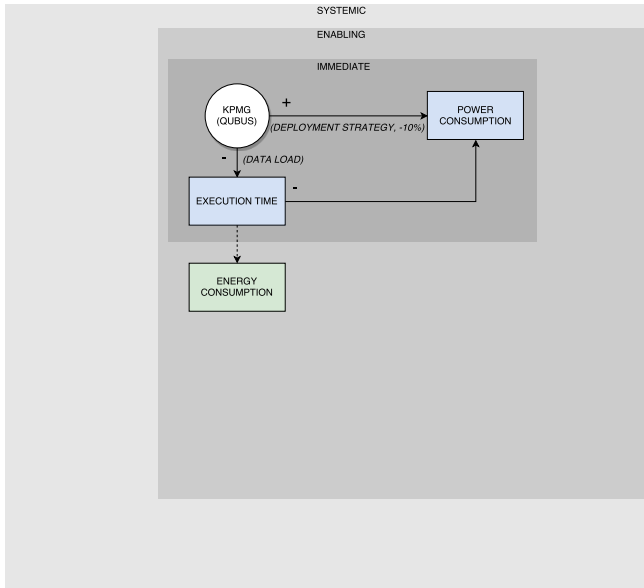 SYSTEMIC
ENABLING
IMMEDIATE
KPMG
(QUBUS)
+
(DEPLOYMENT STRATEGY, -10%)
POWER
CONSUMPTION
-
(DATA LOAD)
EXECUTION TIME
-
ENERGY
CONSUMPTION